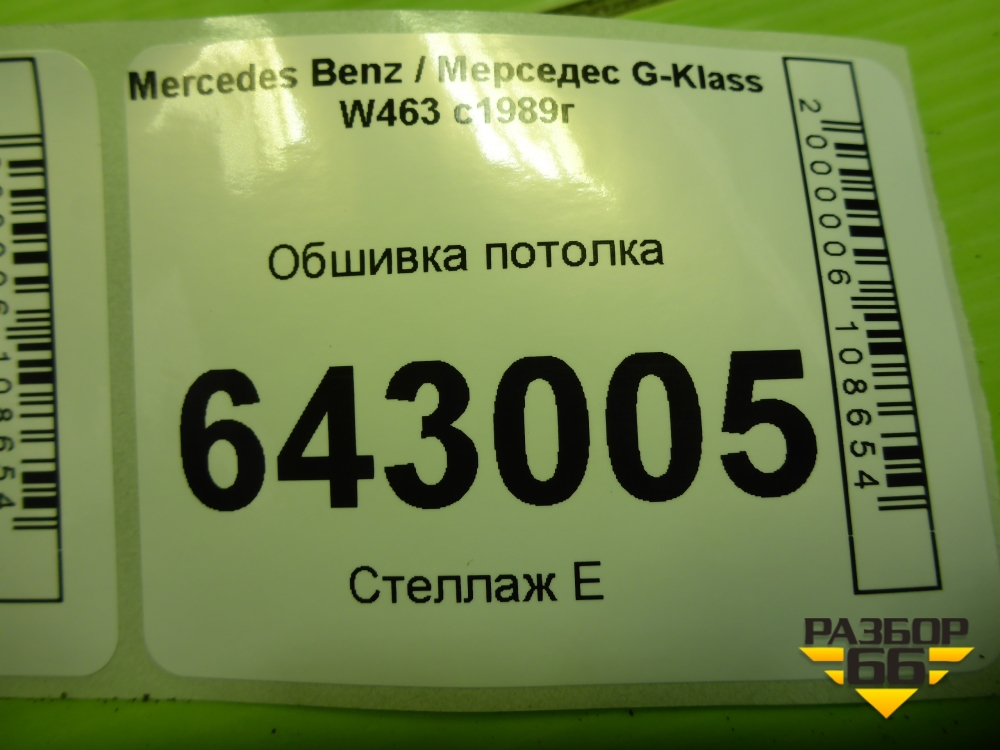 Mercedes Benz / Мерседес G-Klass
W463 с1989г
Обшивка потолка
643005
Стеллаж Е
2000006108654
РАЗБОР
66